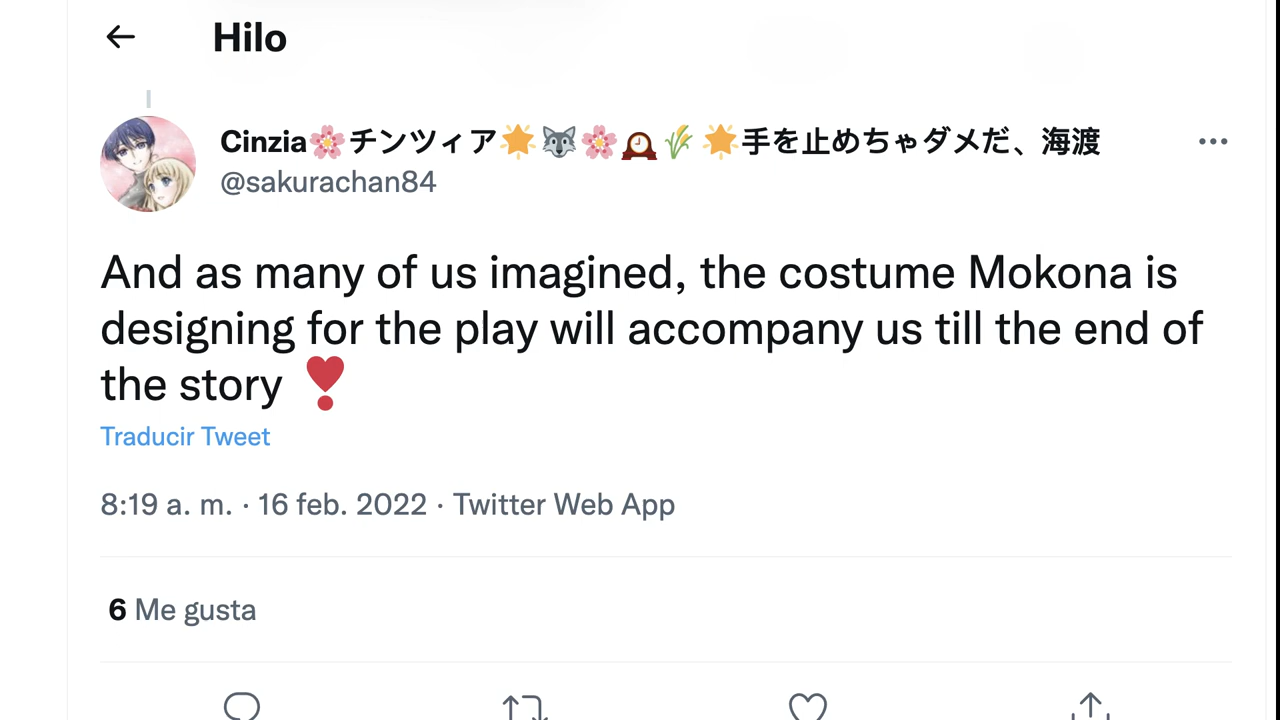 Hilo
Cinzia🌸チンツィア🌟🐺🌸🕰🌾 🌟手を止めちゃダメだ、海渡
@sakurachan84
And as many of us imagined, the costume Mokona is
designing for the play will accompany us till the end of
the story ❣
Traducir Tweet
8:19 a. m. · 16 feb. 2022 · Twitter Web App
6 Me gusta